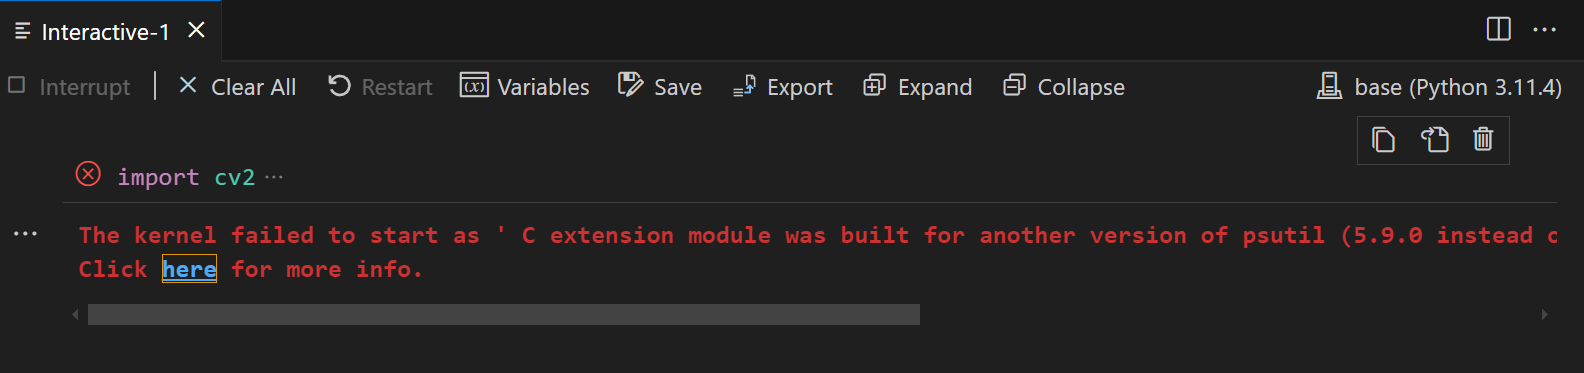 Interactive-1
Interrupt | Clear All Restart Variables Save Export Expand Collapse base (Python 3.11.4)
import cv2 ...
The kernel failed to start as ' C extension module was built for another version of psutil (5.9.0 instead
Click here for more info.